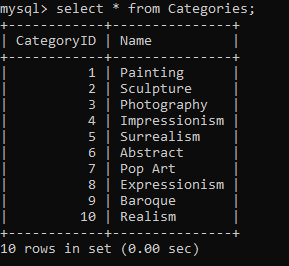 mysql> select * from Categories;
+------------+---------------+
| CategoryID | Name          |
+------------+---------------+
|          1 | Painting      |
|          2 | Sculpture     |
|          3 | Photography   |
|          4 | Impressionism |
|          5 | Surrealism    |
|          6 | Abstract      |
|          7 | Pop Art       |
|          8 | Expressionism |
|          9 | Baroque       |
|         10 | Realism       |
+------------+---------------+
10 rows in set (0.00 sec)